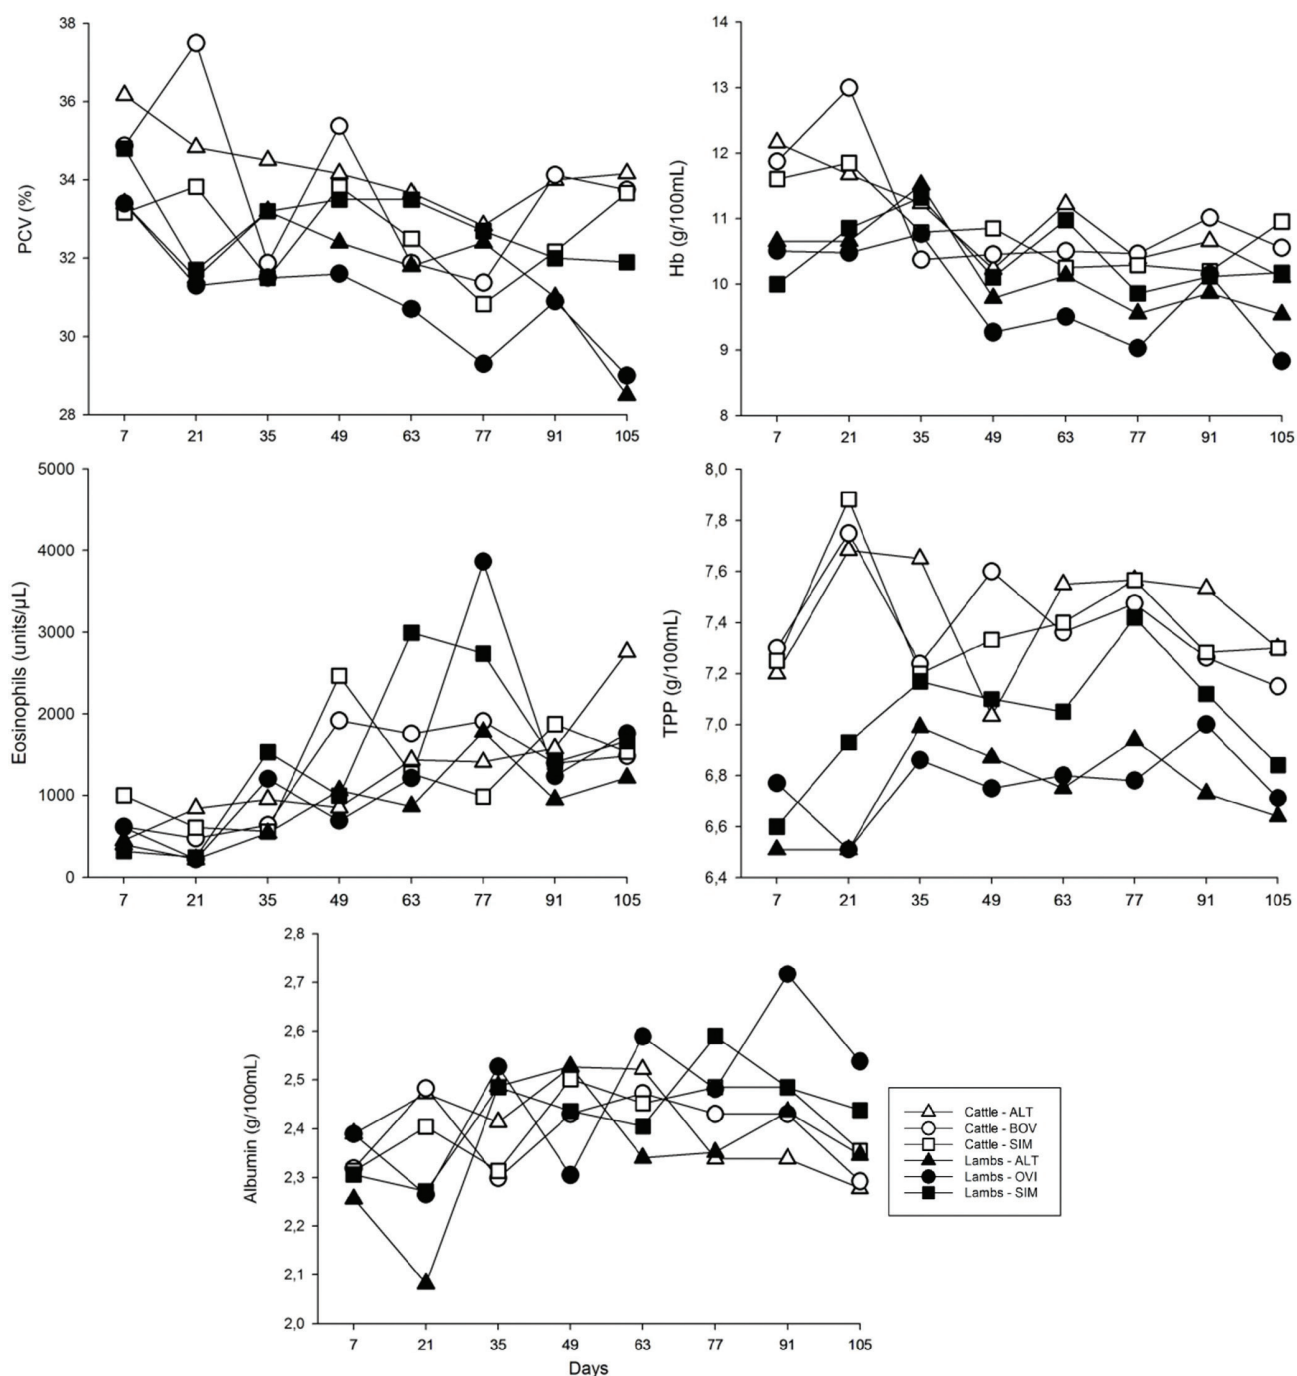 PCV (%)
38
36
34
32
30
28
7 21 35 49 63 77 91 105
Hb (g/100mL)
14
13
12
11
10
9
8
7 21 35 49 63 77 91 105
Eosinophils (units/µL)
5000
4000
3000
2000
1000
0
7 21 35 49 63 77 91 105
TPP (g/100mL)
8,0
7,8
7,6
7,4
7,2
7,0
6,8
6,6
6,4
7 21 35 49 63 77 91 105
Albumin (g/100mL)
2,8
2,7
2,6
2,5
2,4
2,3
2,2
2,1
2,0
7 21 35 49 63 77 91 105
Days
Cattle - ALT
Cattle - BOV
Cattle - SIM
Lambs - ALT
Lambs - OVI
Lambs - SIM